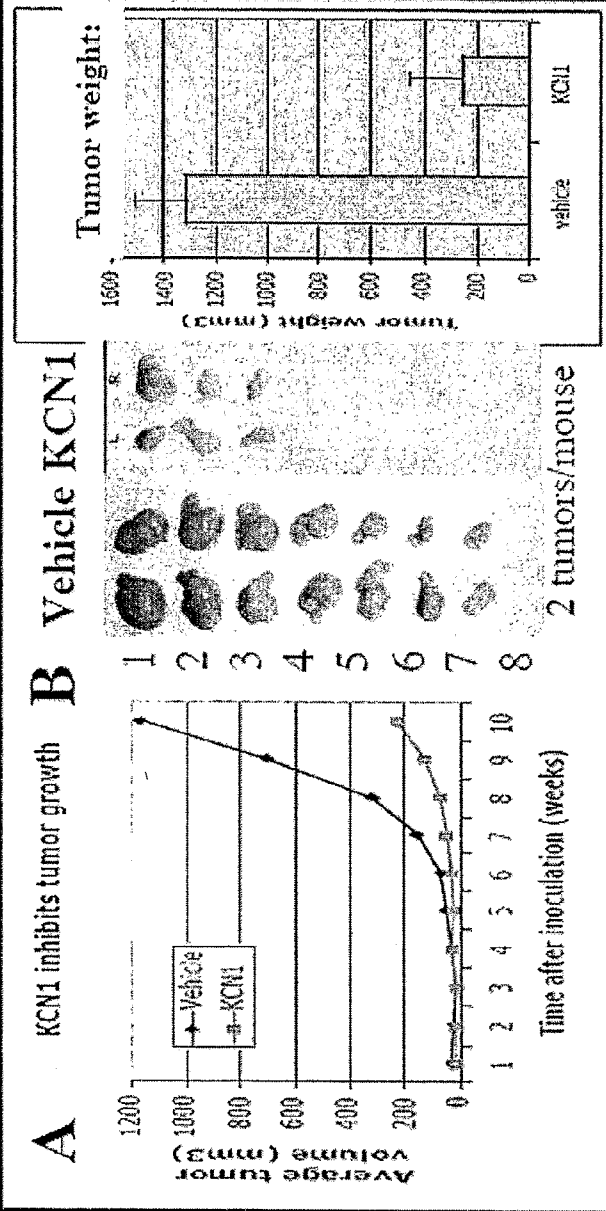 A
KCN1 inhibits tumor growth
Average tumor
volume (mm3)
1200
1000
800
600
400
200
0
Vehicle
KCN1
1 2 3 4 5 6 7 8 9 10
Time after inoculation (weeks)
B
Vehicle KCN1
L R
1
2
3
4
5
6
7
8
2 tumors/mouse
Tumor weight:
Tumor weight (mm3)
1600
1400
1200
1000
800
600
400
200
0
vehicle
KCN1